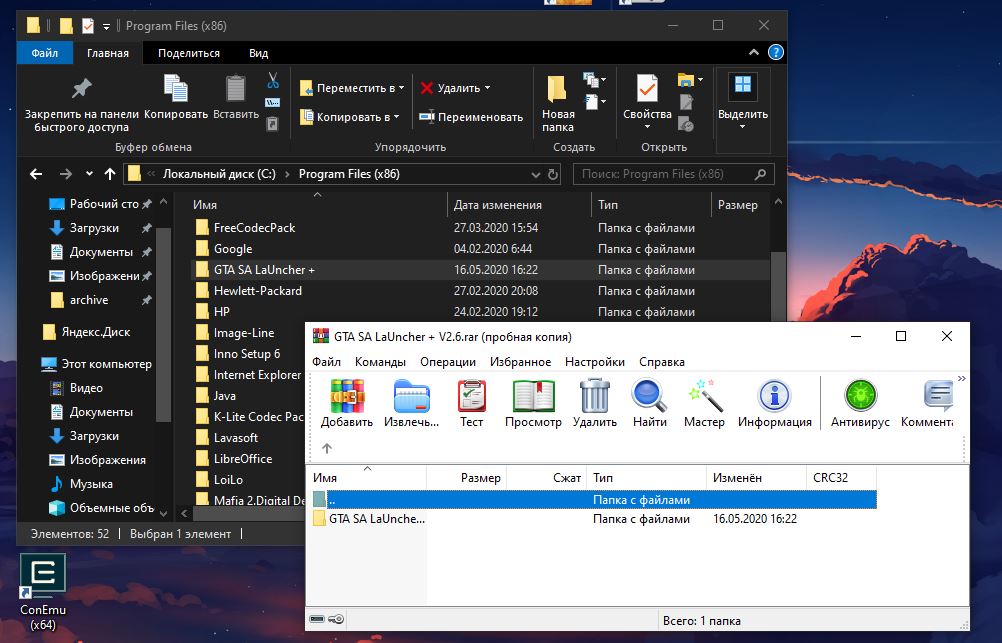 Program Files (x86)
Файл Главная Поделиться Вид
Закрепить на панели быстрого доступа
Копировать
Вставить
Переместить в
Копировать в
Удалить
Переименовать
Новая папка
Свойства
Выделить
Буфер обмена Упорядочить Создать Открыть
Локальный диск (C:) Program Files (x86)
Поиск: Program Files (x86)
Рабочий сто
Загрузки
Документы
Изображени
archive
Яндекс.Диск
Этот компьютер
Видео
Документы
Загрузки
Изображения
Музыка
Объемные объ
Имя Дата изменения Тип Размер
FreeCodecPack 27.03.2020 15:54 Папка с файлами
Google 04.02.2020 6:44 Папка с файлами
GTA SA LaUncher + 16.05.2020 16:22 Папка с файлами
Hewlett-Packard 27.02.2020 20:08 Папка с файлами
HP 24.02.2020 19:12 Папка с файлами
Image-Line
Inno Setup 6
Internet Explorer
Java
K-Lite Codec Pac
Lavasoft
LibreOffice
LoiLo
Mafia 2.Digital De
Элементов: 52 Выбран 1 элемент
GTA SA LaUncher + V2.6.rar (пробная копия)
Файл Команды Операции Избранное Настройки Справка
Добавить Извлечь... Тест Просмотр Удалить Найти Мастер Информация Антивирус Коммента
Имя Размер Сжат Тип Изменён CRC32
.. Папка с файлами
GTA SA LaUnche... Папка с файлами 16.05.2020 16:22
Всего: 1 папка
ConEmu
(x64)